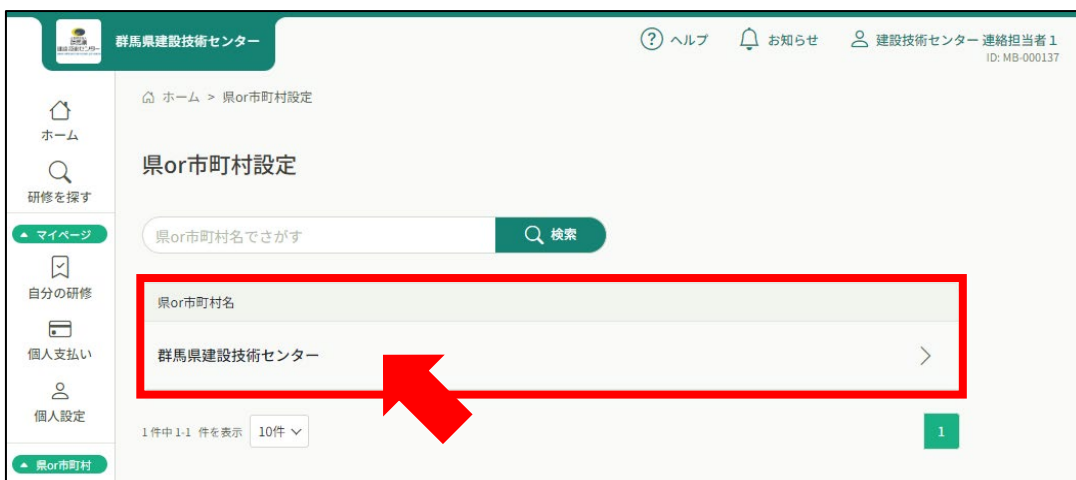 群馬県建設技術センター
ヘルプ
お知らせ
建設技術センター 連絡担当者1
ID: MB-000137
ホーム
研修を探す
マイページ
自分の研修
個人支払い
個人設定
県or市町村
ホーム > 県or市町村設定
県or市町村設定
県or市町村名でさがす
検索
県or市町村名
群馬県建設技術センター
1件中 1-1 件を表示
10件
1